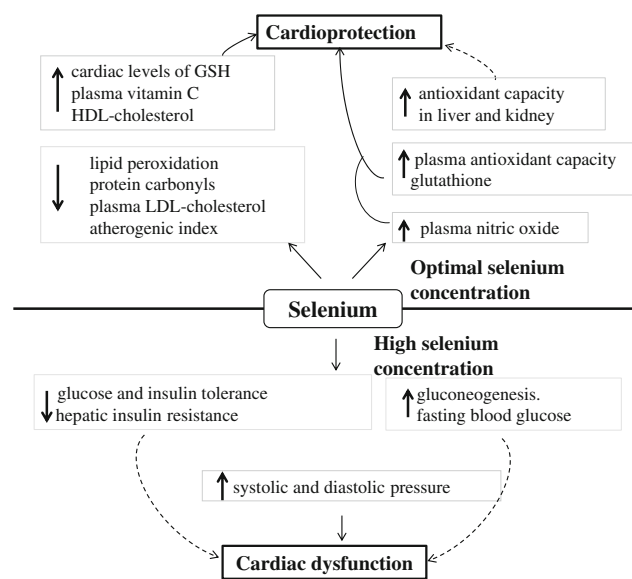 Cardioprotection
cardiac levels of GSH
plasma vitamin C
HDL-cholesterol
antioxidant capacity
in liver and kidney
lipid peroxidation
protein carbonyls
plasma LDL-cholesterol
atherogenic index
plasma antioxidant capacity
glutathione
plasma nitric oxide
Optimal selenium
concentration
Selenium
High selenium
concentration
glucose and insulin tolerance
hepatic insulin resistance
gluconeogenesis.
fasting blood glucose
systolic and diastolic pressure
Cardiac dysfunction